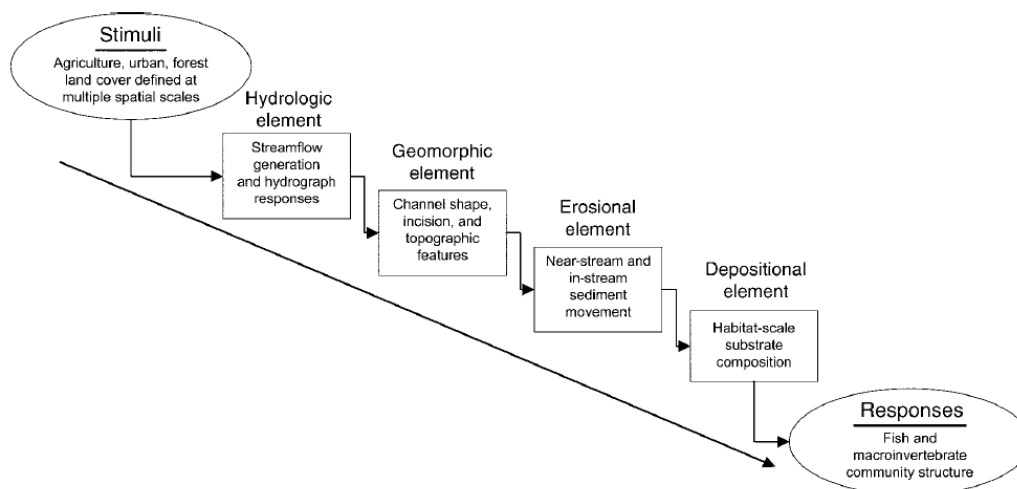 Stimuli
Agriculture, urban, forest
land cover defined at
multiple spatial scales
Hydrologic
element
Streamflow
generation
and hydrograph
responses
Geomorphic
element
Channel shape,
incision, and
topographic
features
Erosional
element
Near-stream and
in-stream
sediment
movement
Depositional
element
Habitat-scale
substrate
composition
Responses
Fish and
macroinvertebrate
community structure